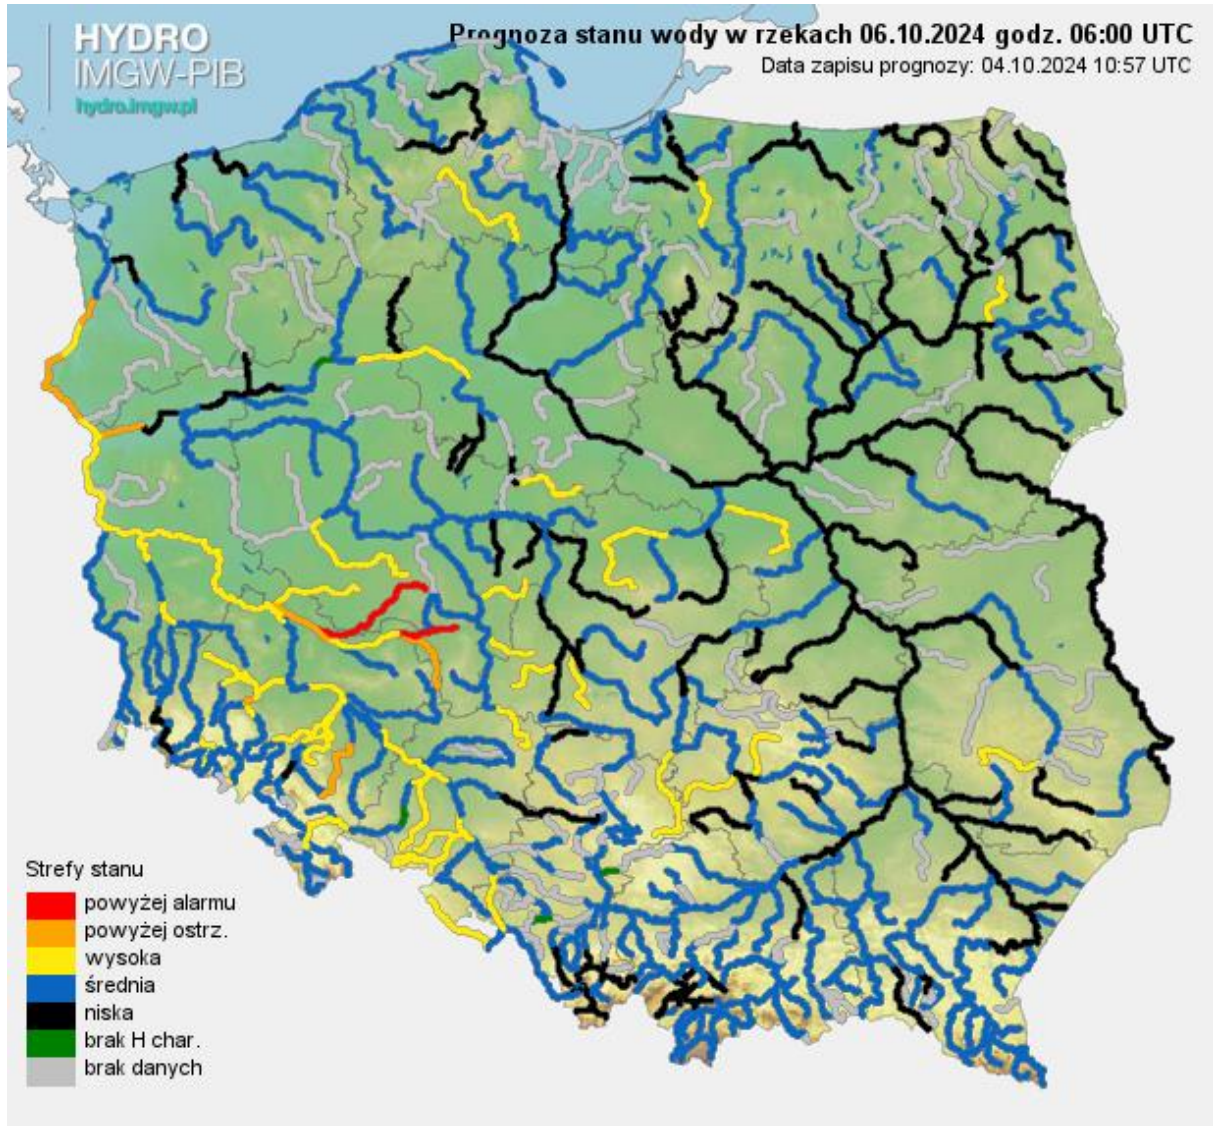 HYDRO
IMGW-PIB
hydro.imgw.pl
Prognoza stanu wody w rzekach 06.10.2024 godz. 06:00 UTC
Data zapisu prognozy: 04.10.2024 10:57 UTC
Strefy stanu
powyżej alarmu
powyżej ostrz.
wysoka
średnia
niska
brak H char.
brak danych